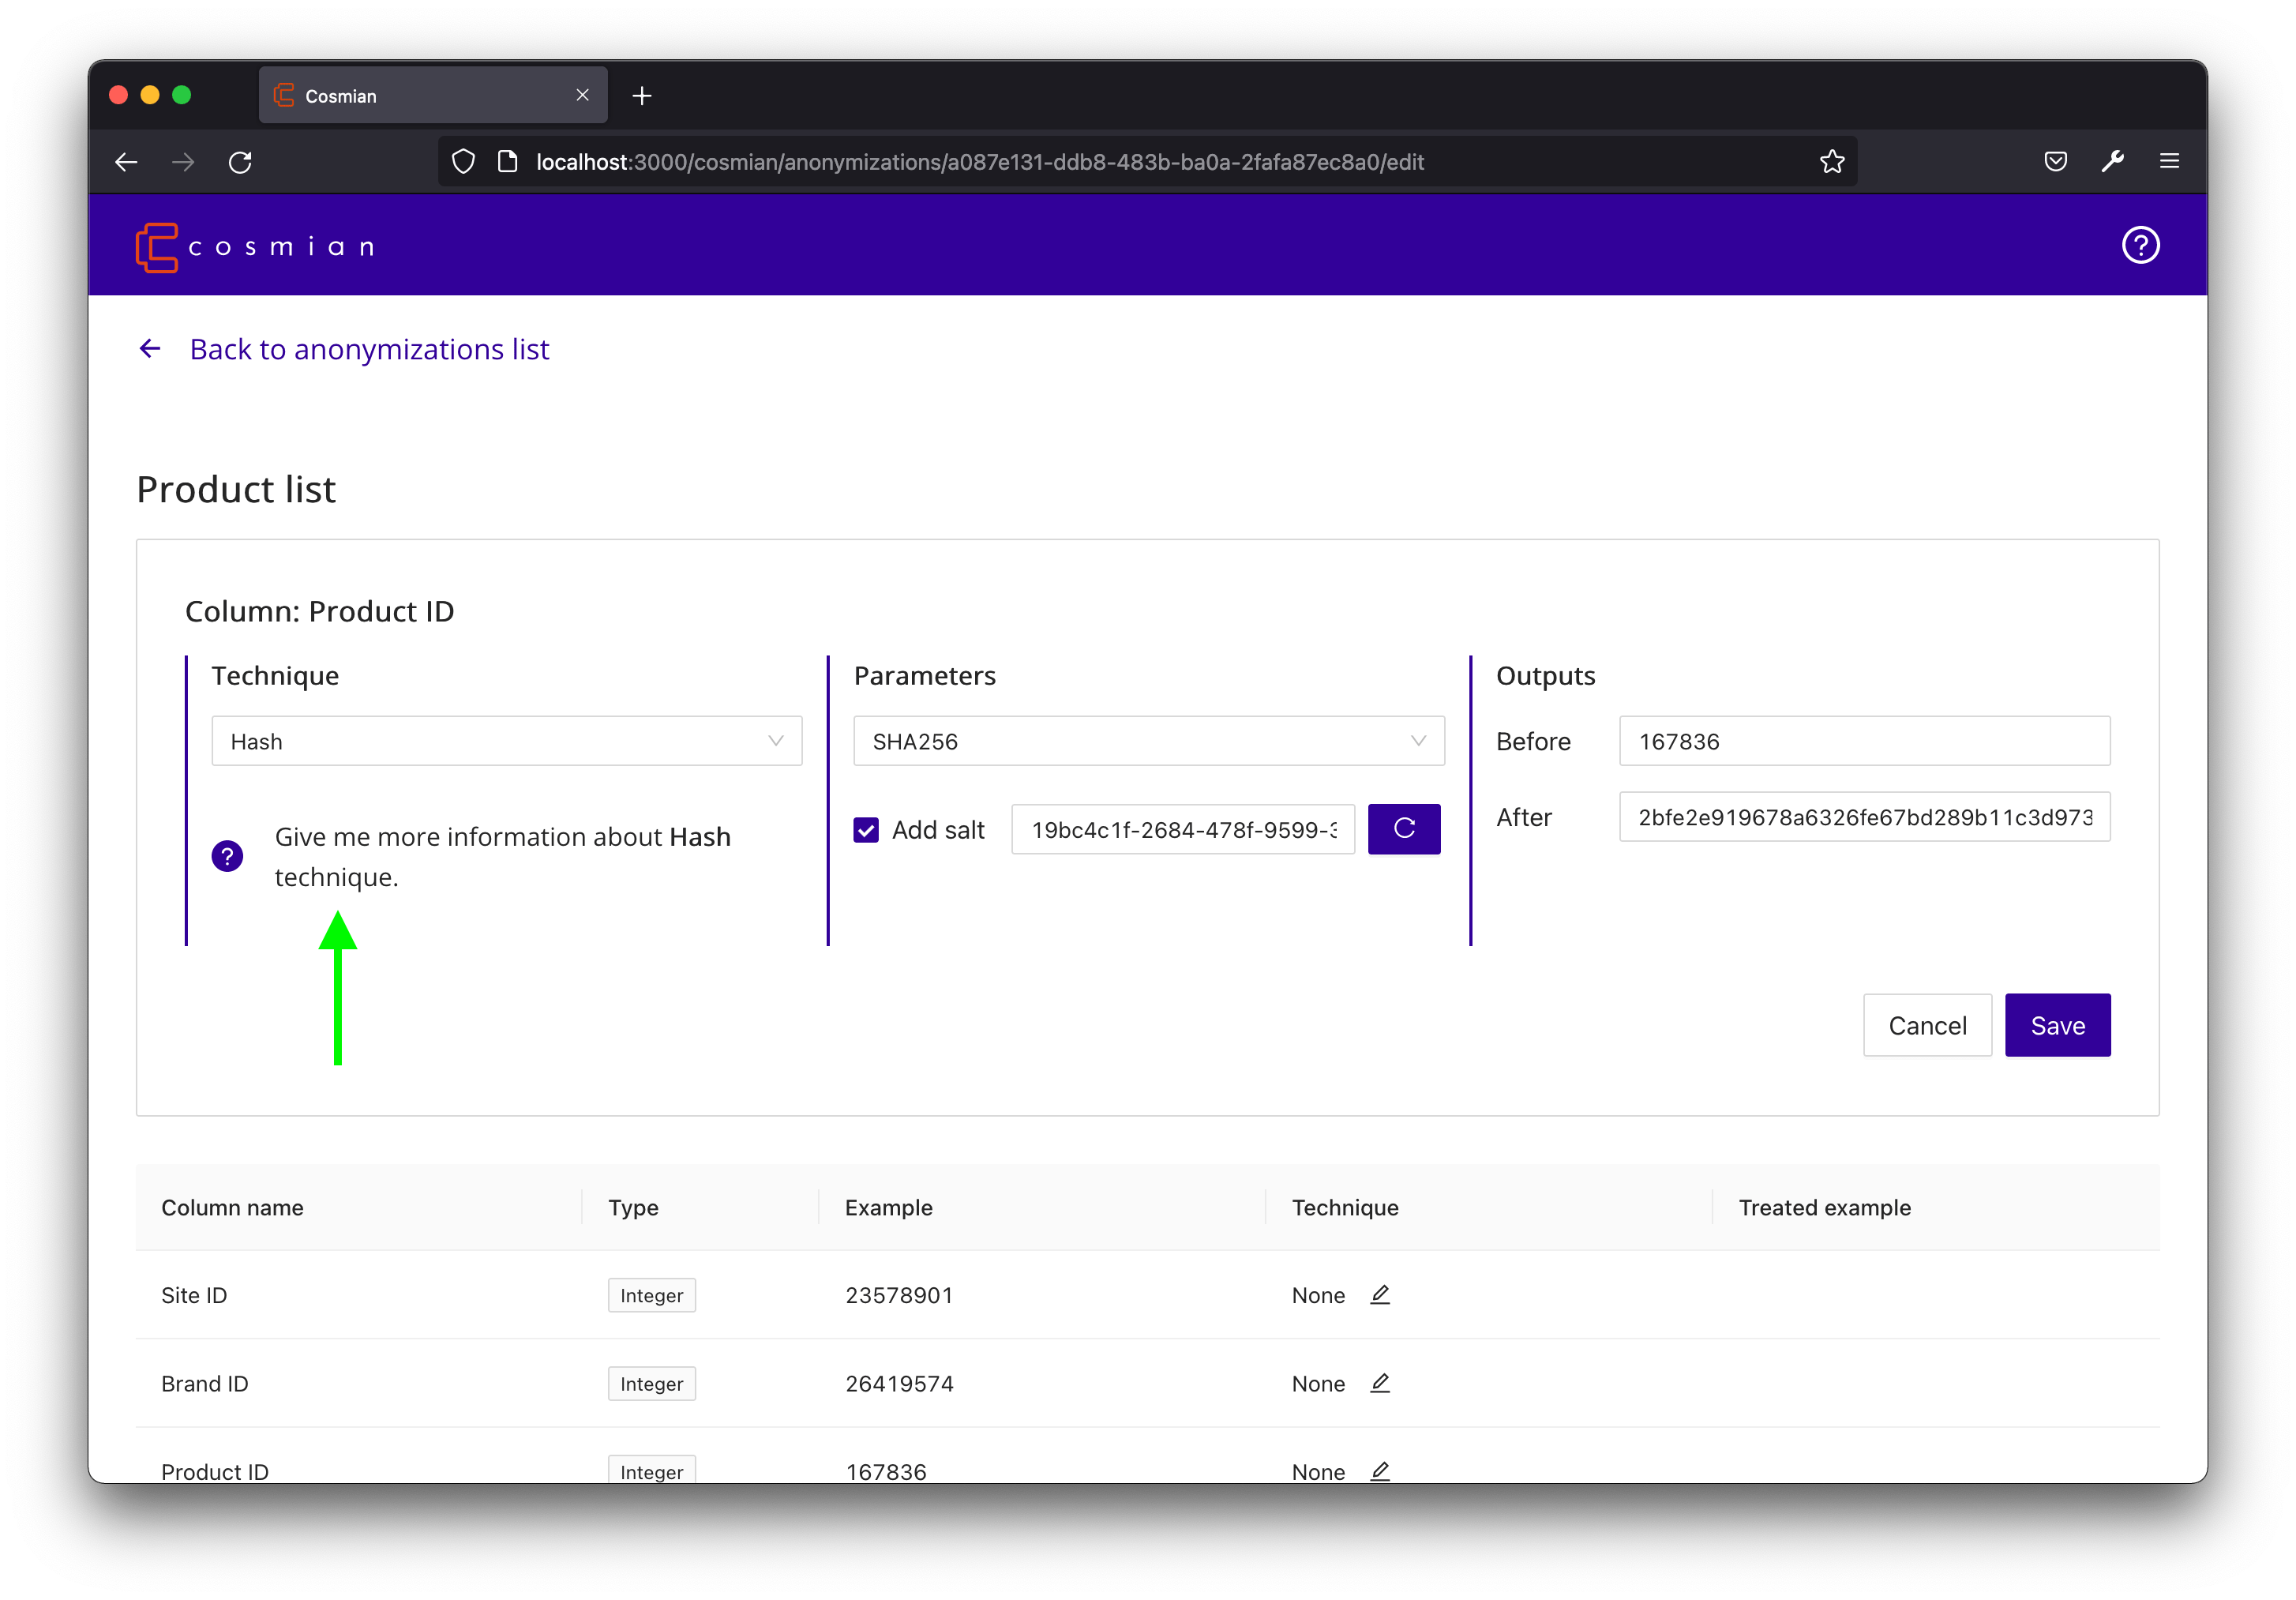 Cosmian
localhost:3000/cosmian/anonymizations/a087e131-ddb8-483b-ba0a-2fafa87ec8a0/edit
cosmian
?
Back to anonymizations list
Product list
Column: Product ID
Technique
Parameters
Outputs
Hash
SHA256
Before
167836
?
Give me more information about Hash
technique.
Add salt
19bc4c1f-2684-478f-9599-3
After
2bfe2e919678a6326fe67bd289b11c3d973
Cancel
Save
Column name
Type
Example
Technique
Treated example
Site ID
Integer
23578901
None
Brand ID
Integer
26419574
None
Product ID
Integer
167836
None